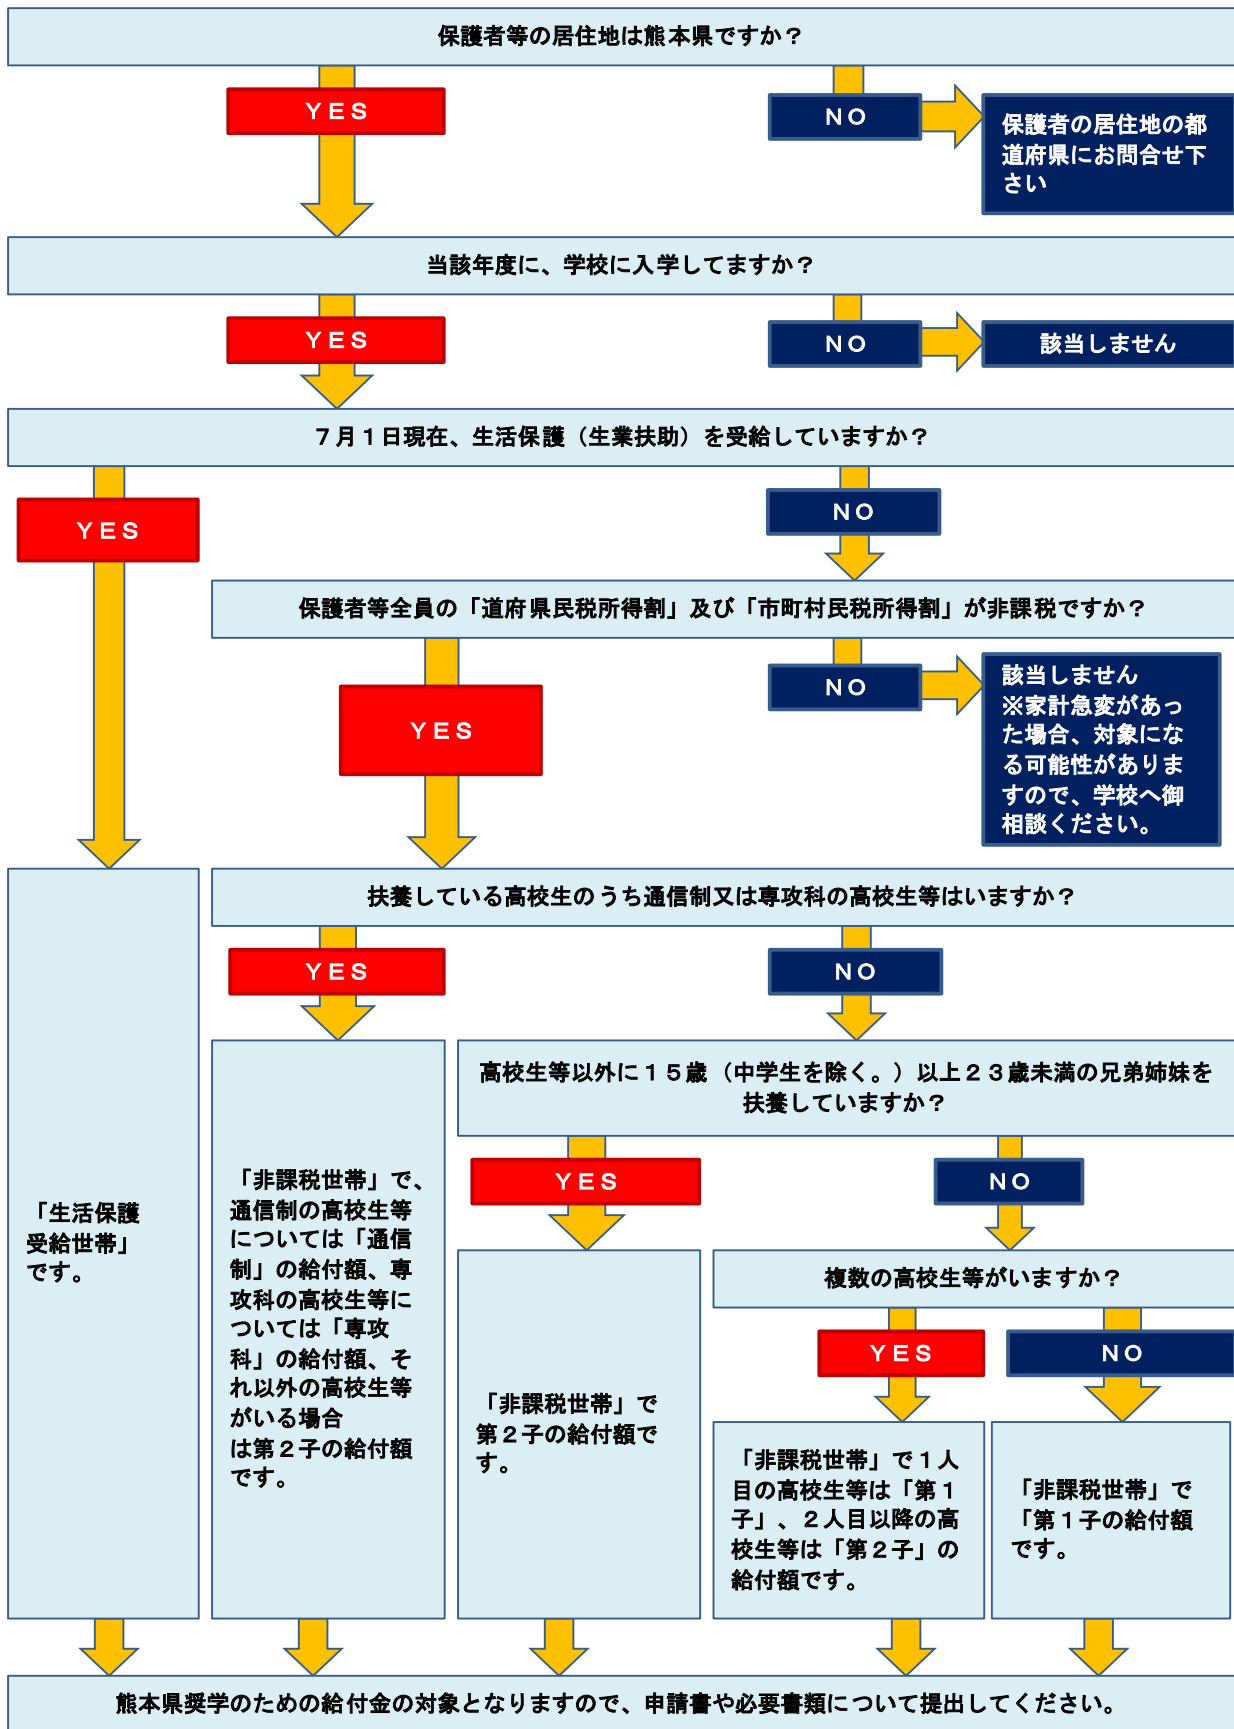 保護者等の居住地は熊本県ですか？
ＹＥＳ
ＮＯ
保護者の居住地の都
道府県にお問合せ下
さい
当該年度に、学校に入学してますか？
ＹＥＳ
ＮＯ
該当しません
７月１日現在、生活保護（生業扶助）を受給していますか？
ＹＥＳ
ＮＯ
保護者等全員の「道府県民税所得割」及び「市町村民税所得割」が非課税ですか？
ＹＥＳ
ＮＯ
該当しません
※家計急変があっ
た場合、対象にな
る可能性がありま
すので、学校へ御
相談ください。
扶養している高校生のうち通信制又は専攻科の高校生等はいますか？
ＹＥＳ
ＮＯ
高校生等以外に１５歳（中学生を除く。）以上２３歳未満の兄弟姉妹を
扶養していますか？
ＹＥＳ
ＮＯ
複数の高校生等がいますか？
ＹＥＳ
ＮＯ
「生活保護
受給世帯」
です。
「非課税世帯」で、
通信制の高校生等
については「通信
制」の給付額、専
攻科の高校生等に
ついては「専攻
科」の給付額、そ
れ以外の高校生等
がいる場合
は第２子の給付額
です。
「非課税世帯」で
第２子の給付額で
す。
「非課税世帯」で１人
目の高校生等は「第１
子」、２人目以降の高
校生等は「第２子」の
給付額です。
「非課税世帯」で
「第１子の給付額
です。
熊本県奨学のための給付金の対象となりますので、申請書や必要書類について提出してください。